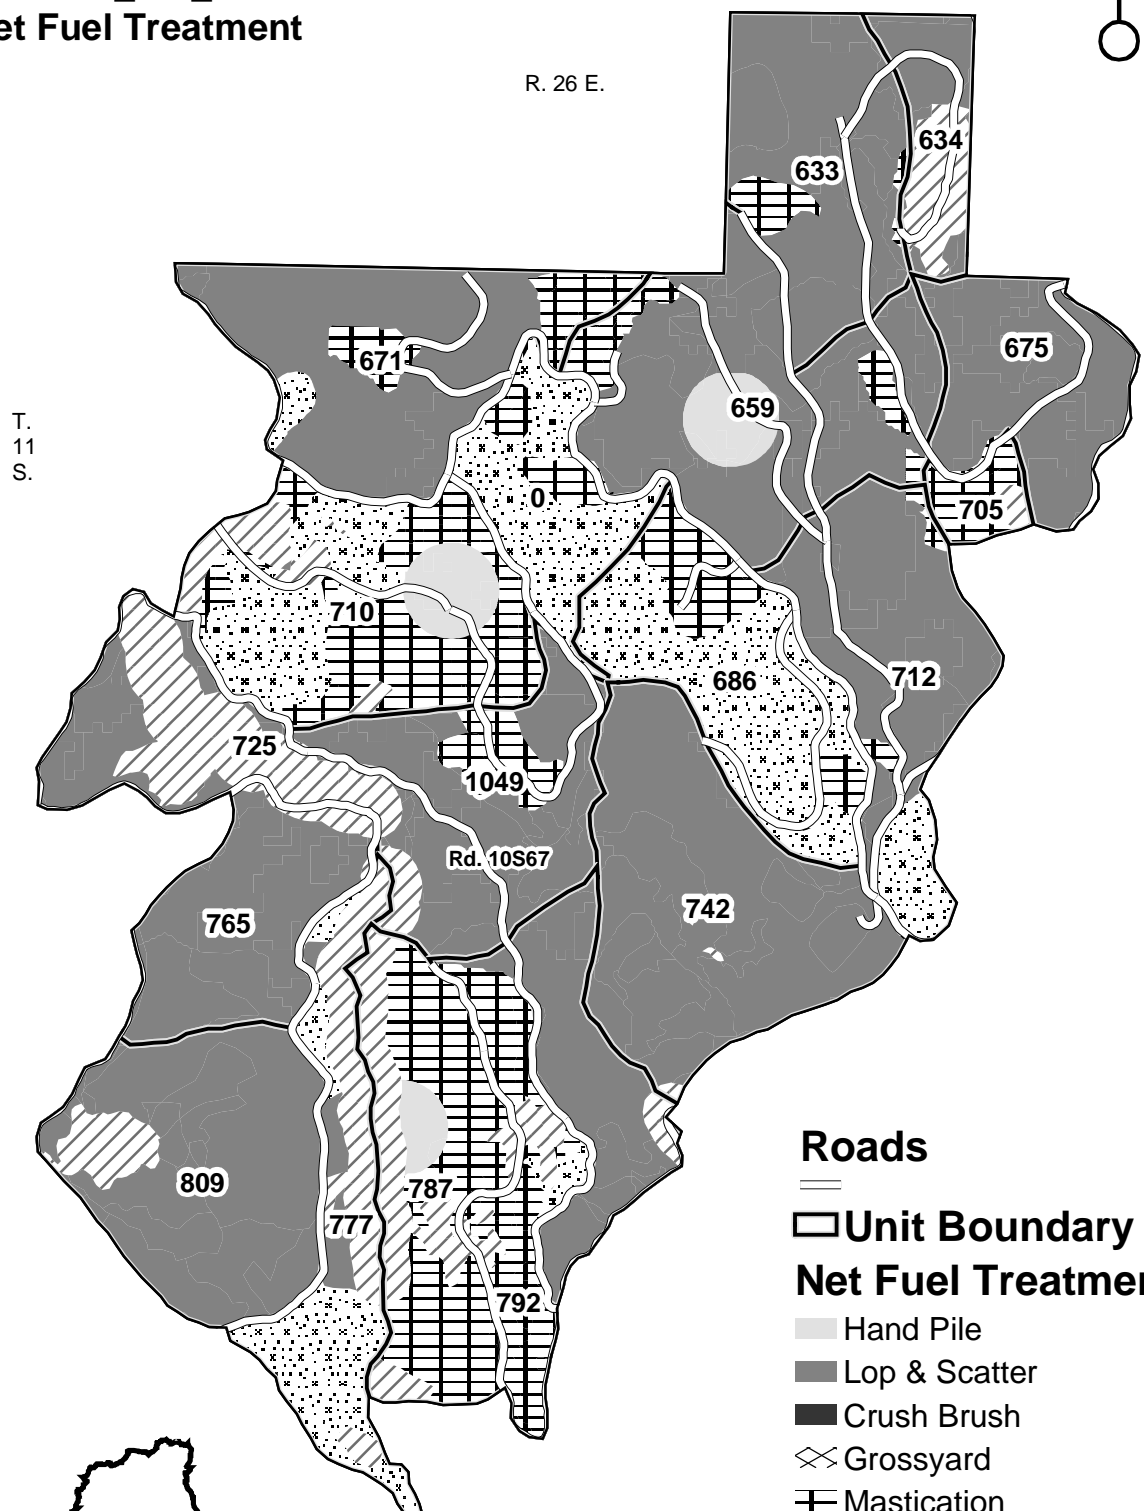 et Fuel Treatment
R. 26 E.
634
633
675
671
659
T.
11
S.
0
705
710
686
712
725
1049
Rd. 10S67
765
742
809
787
777
792
Roads
Unit Boundary
Net Fuel Treatme
Hand Pile
Lop & Scatter
Crush Brush
Grossyard
Mastication